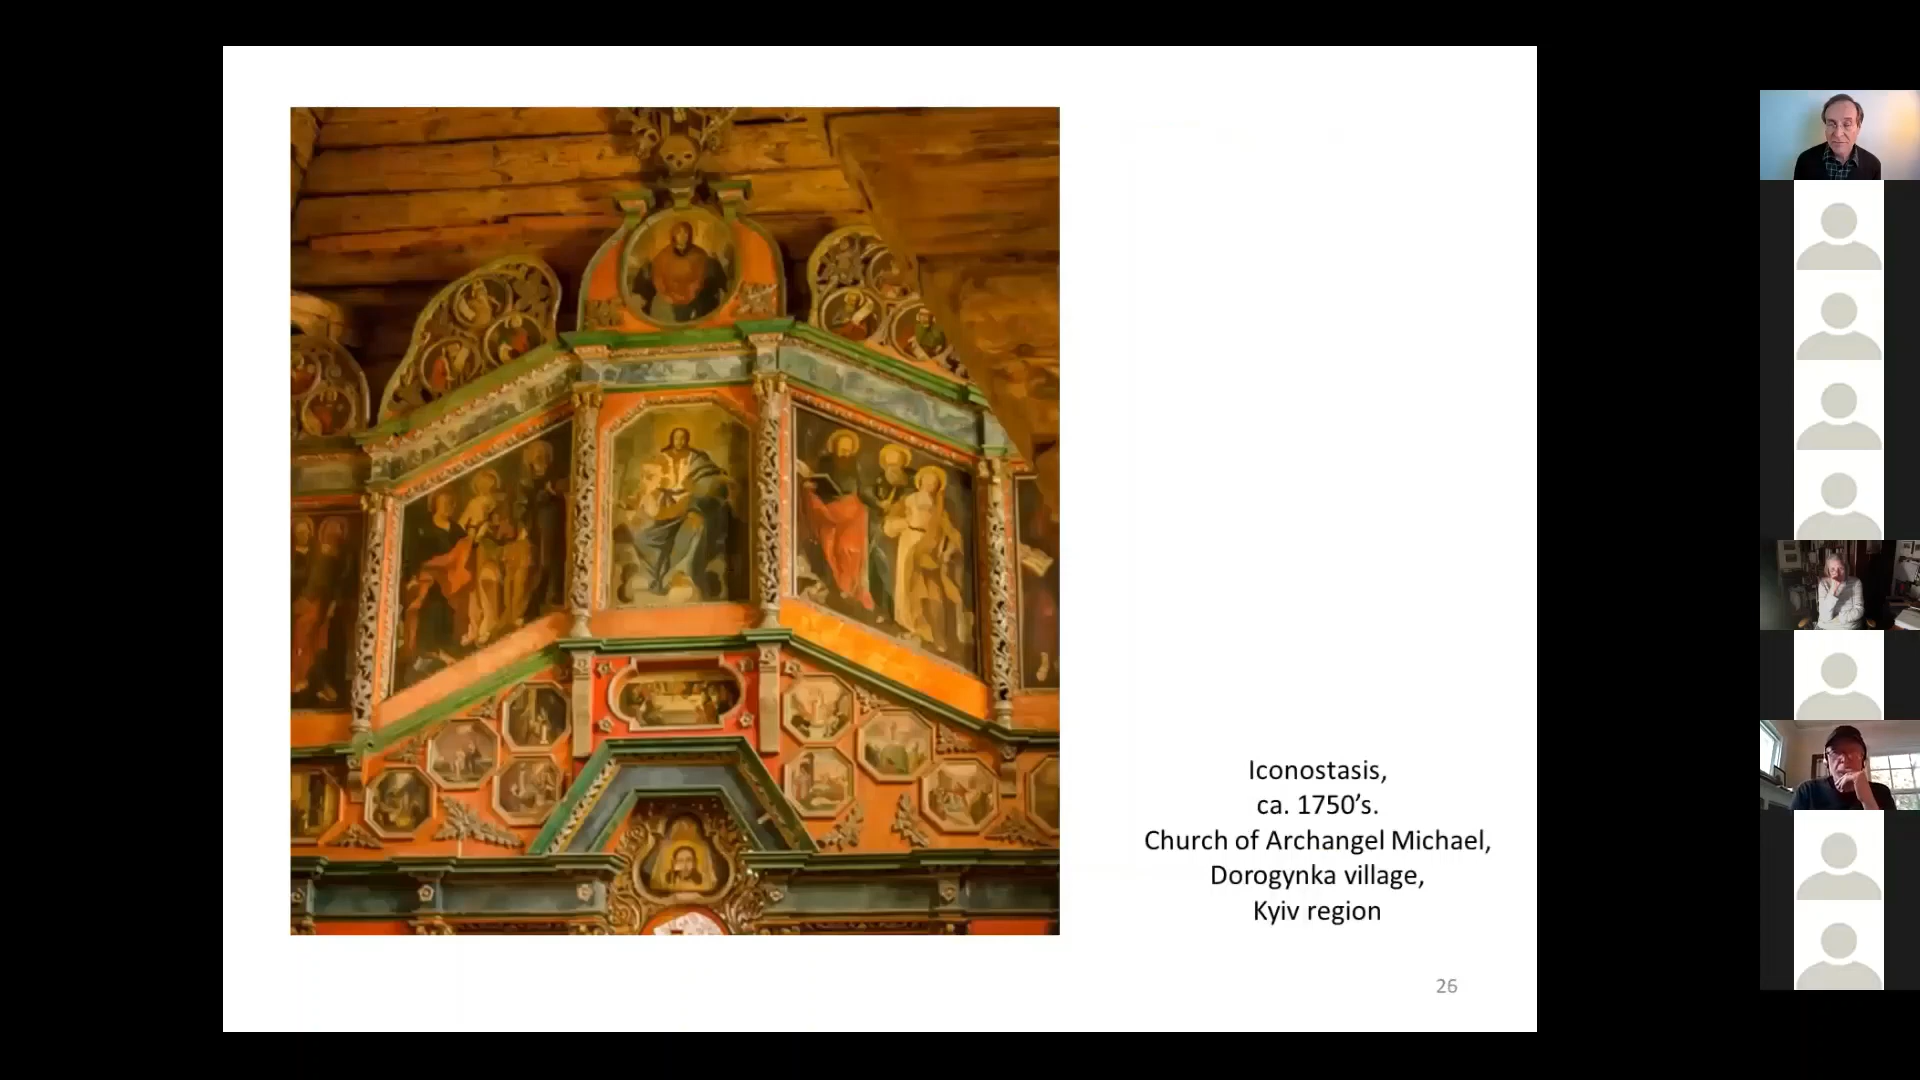 Iconostasis,
ca. 1750’s.
Church of Archangel Michael,
Dorogynka village,
Kyiv region
26